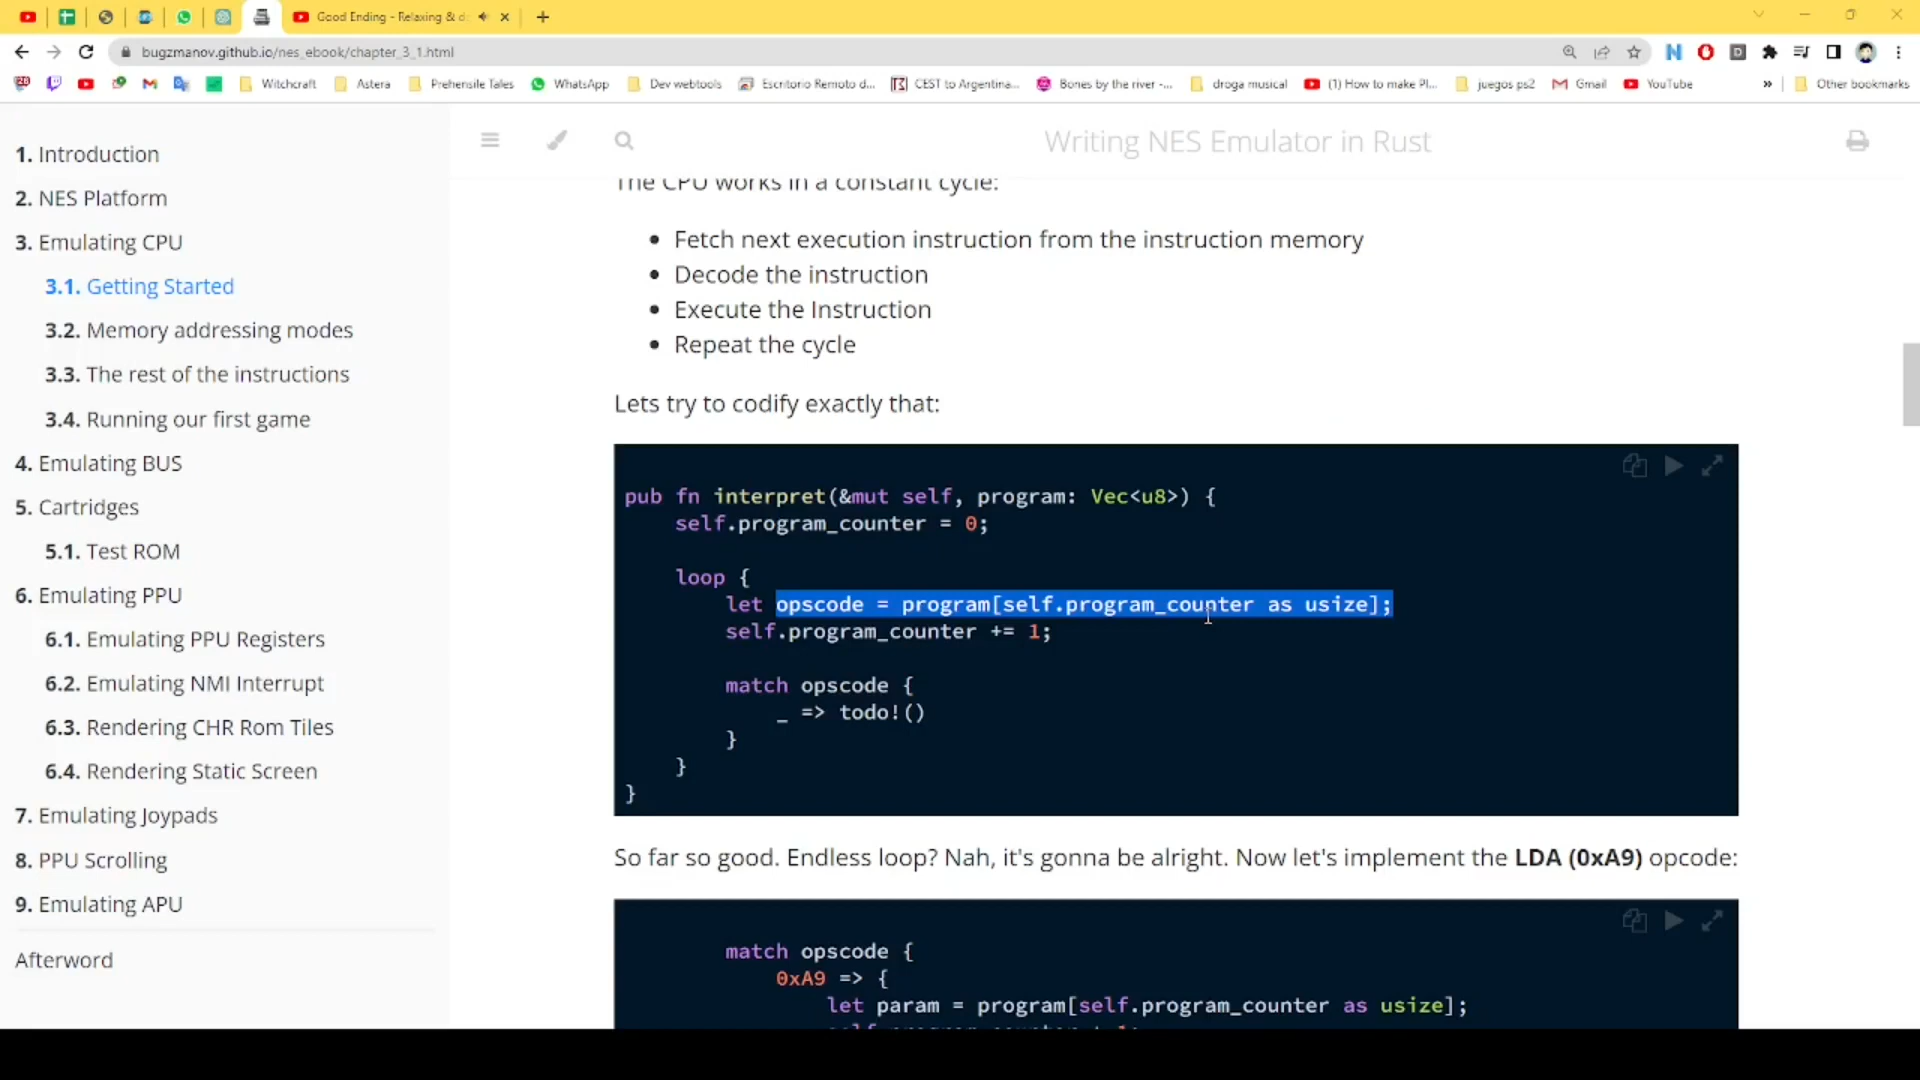 Good Ending - Relaxing & d
bugzmanov.github.io/nes_ebook/chapter_3_1.html
Witchcraft
Astera
Prehensile Tales
WhatsApp
Dev webtools
Escritorio Remoto d...
CEST to Argentina...
Bones by the river -...
droga musical
(1) How to make Pl...
juegos ps2
Gmail
YouTube
»
Other bookmarks
1. Introduction
2. NES Platform
3. Emulating CPU
3.1. Getting Started
3.2. Memory addressing modes
3.3. The rest of the instructions
3.4. Running our first game
4. Emulating BUS
5. Cartridges
5.1. Test ROM
6. Emulating PPU
6.1. Emulating PPU Registers
6.2. Emulating NMI Interrupt
6.3. Rendering CHR Rom Tiles
6.4. Rendering Static Screen
7. Emulating Joypads
8. PPU Scrolling
9. Emulating APU
Afterword
Writing NES Emulator in Rust
The CPU works in a constant cycle:
• Fetch next execution instruction from the instruction memory
• Decode the instruction
• Execute the Instruction
• Repeat the cycle
Lets try to codify exactly that:
pub fn interpret(&mut self, program: Vec<u8>) {
self.program_counter = 0;
loop {
let opscode = program[self.program_counter as usize];
self.program_counter += 1;
match opscode {
_ => todo!()
}
}
}
So far so good. Endless loop? Nah, it's gonna be alright. Now let's implement the LDA (0xA9) opcode:
match opscode {
0xA9 => {
let param = program[self.program_counter as usize];